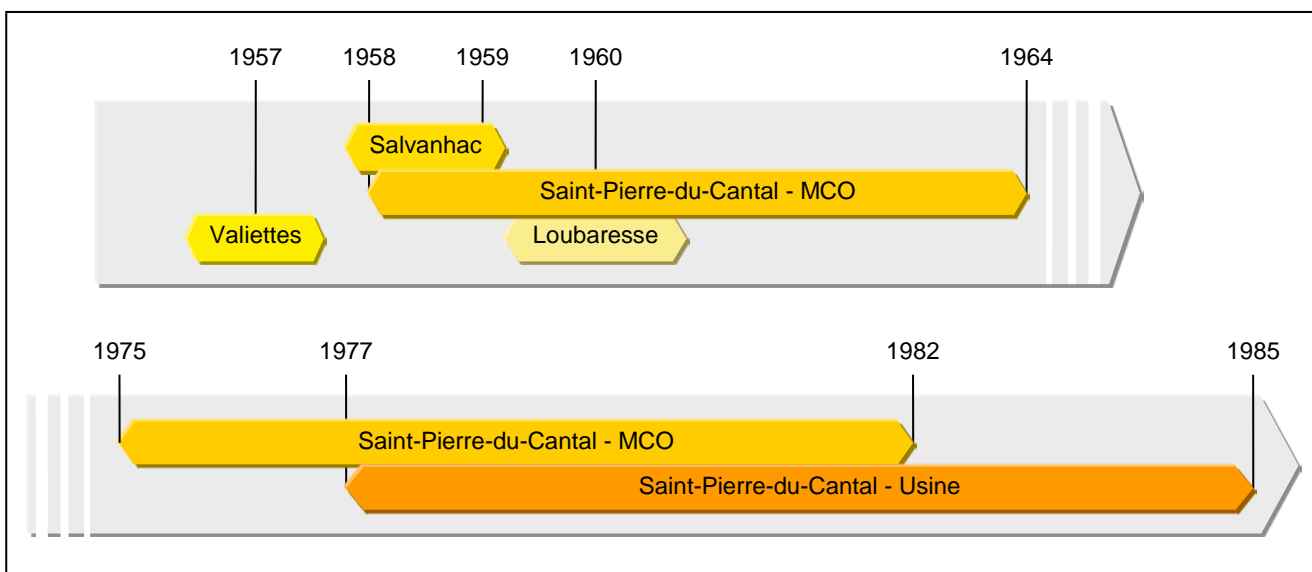 1957 1958 1959 1960 1964
Salvanhac
Saint-Pierre-du-Cantal - MCO
Valiettes Loubaresse
1975 1977 1982 1985
Saint-Pierre-du-Cantal - MCO
Saint-Pierre-du-Cantal - Usine